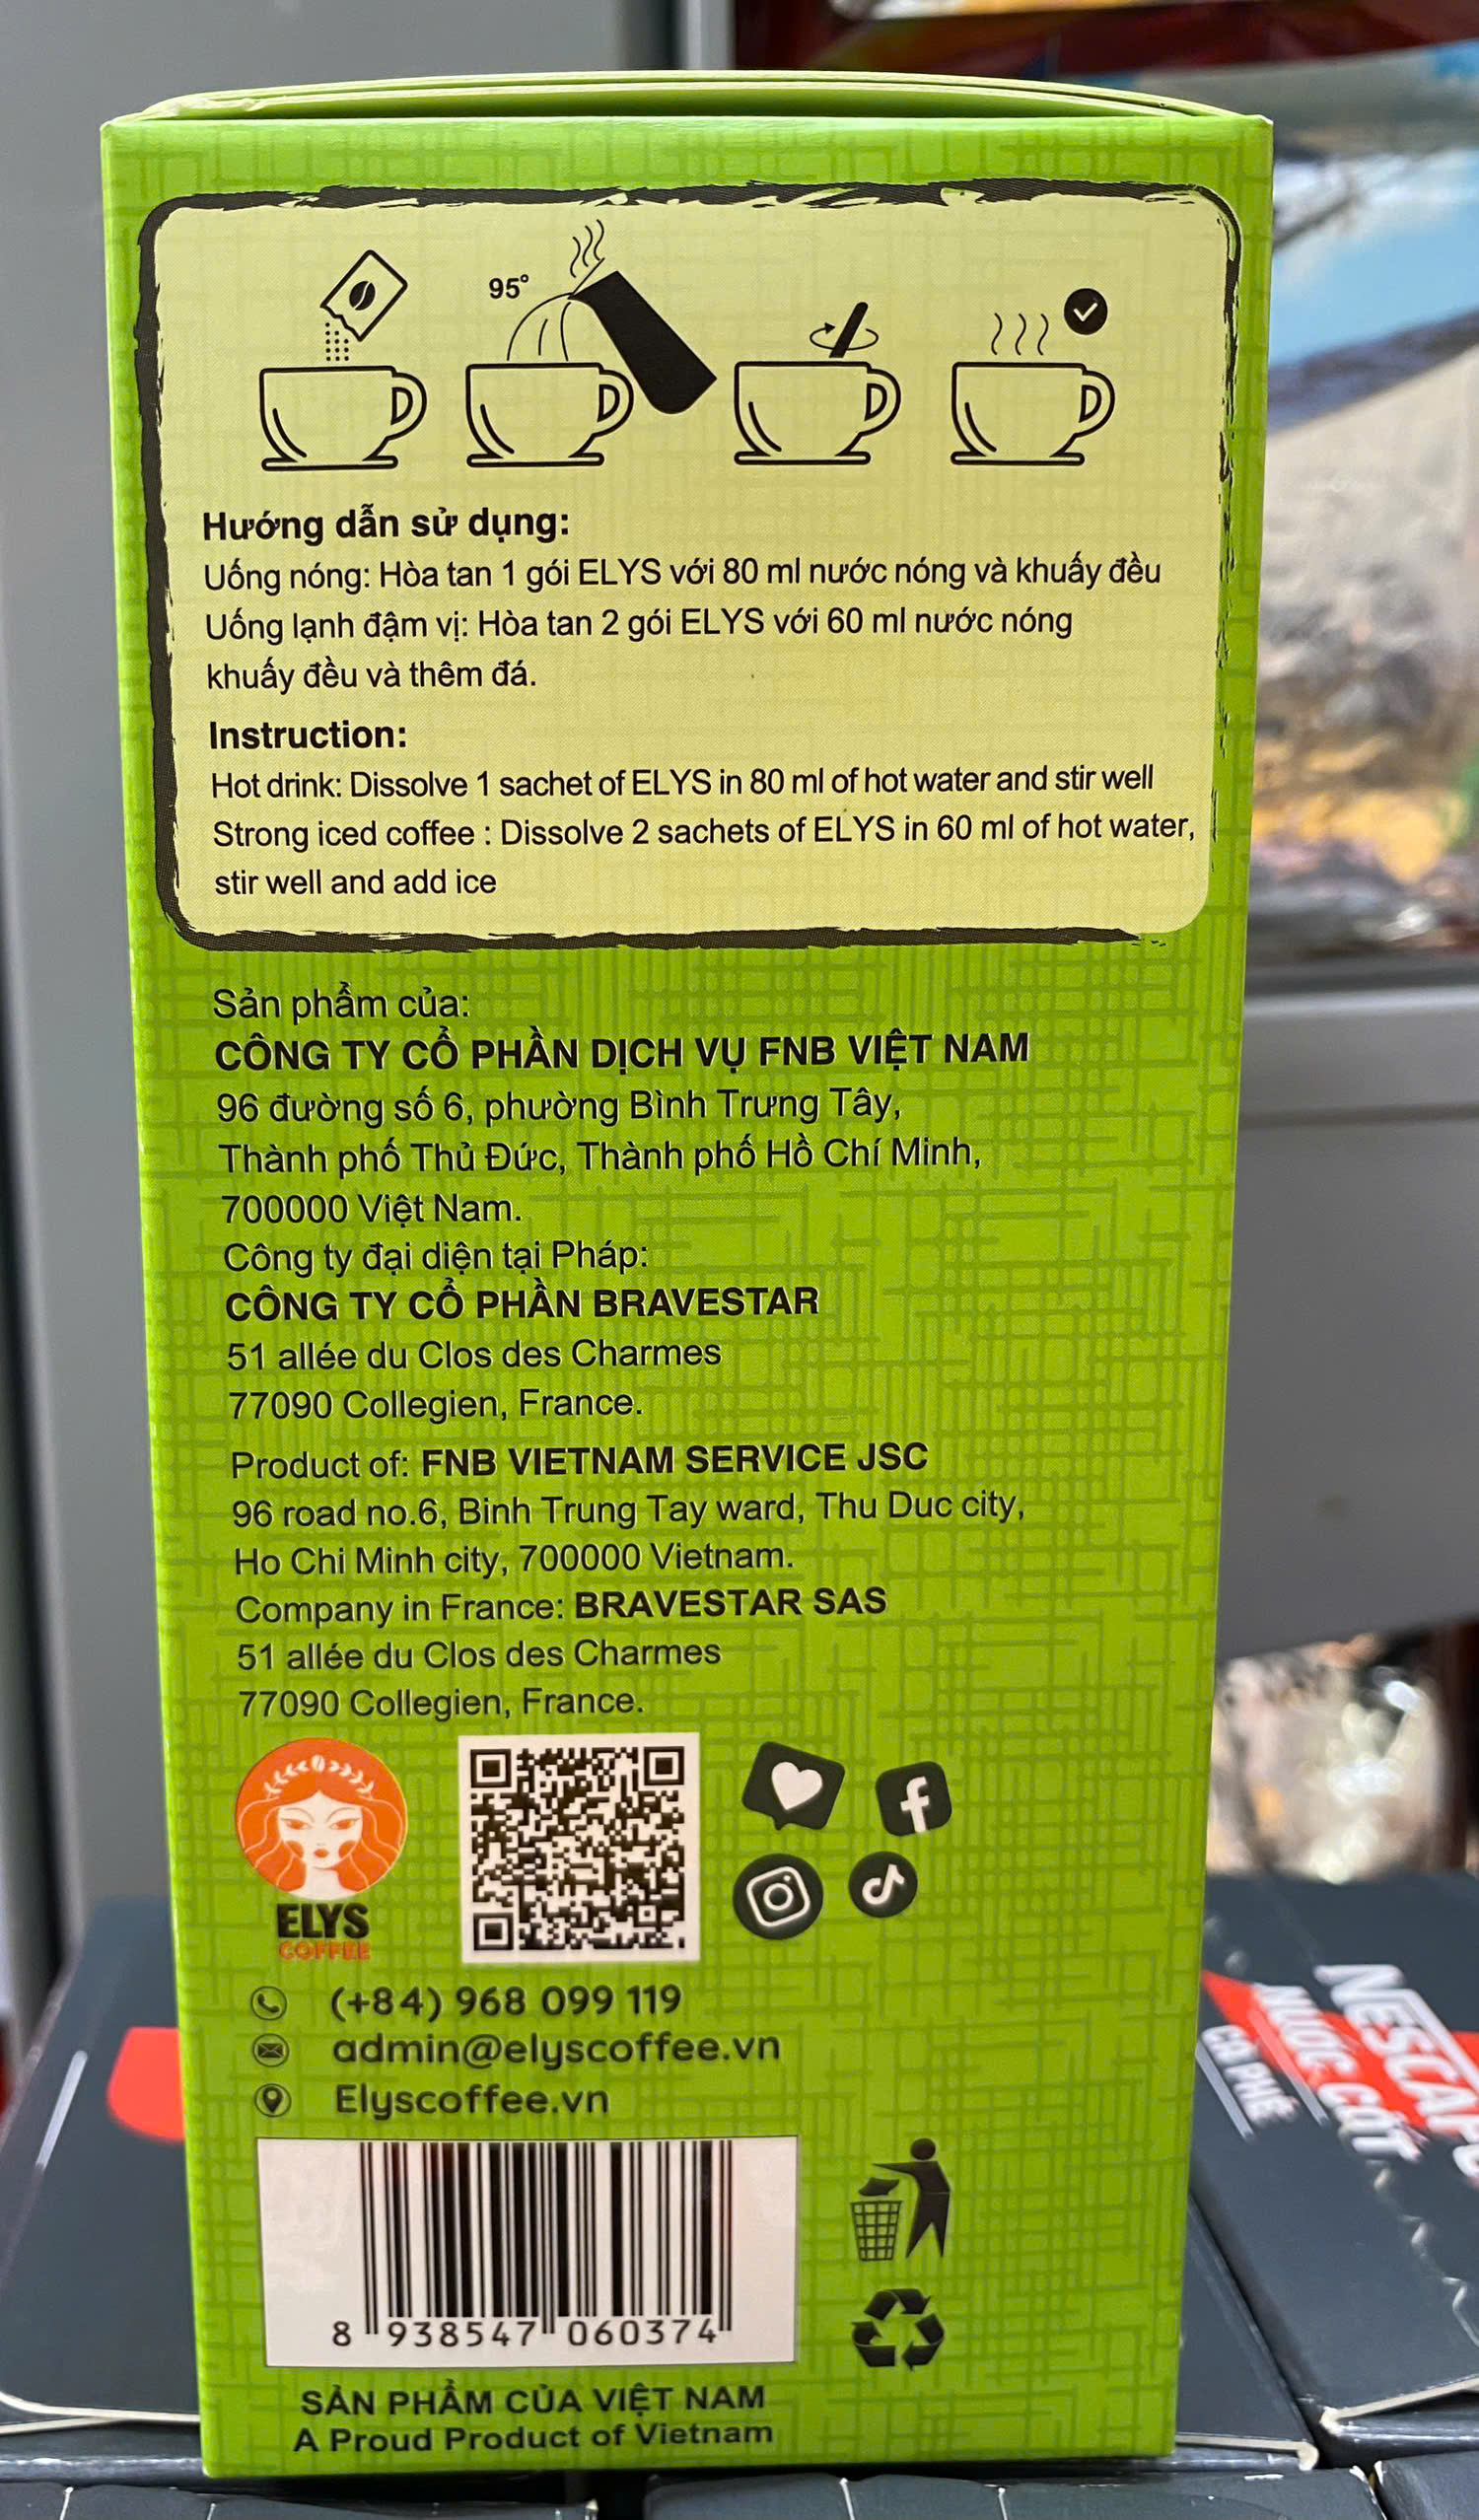 95°
Hướng dẫn sử dụng:
Uống nóng: Hòa tan 1 gói ELYS với 80 ml nước nóng và khuấy đều
Uống lạnh đậm vị: Hòa tan 2 gói ELYS với 60 ml nước nóng
khuấy đều và thêm đá.
Instruction:
Hot drink: Dissolve 1 sachet of ELYS in 80 ml of hot water and stir well
Strong iced coffee : Dissolve 2 sachets of ELYS in 60 ml of hot water,
stir well and add ice
Sản phẩm của:
CÔNG TY CỔ PHẦN DỊCH VỤ FNB VIỆT NAM
96 đường số 6, phường Bình Trưng Tây,
Thành phố Thủ Đức, Thành phố Hồ Chí Minh,
700000 Việt Nam.
Công ty đại diện tại Pháp:
CÔNG TY CỔ PHẦN BRAVESTAR
51 allée du Clos des Charmes
77090 Collegien, France.
Product of: FNB VIETNAM SERVICE JSC
96 road no.6, Binh Trung Tay ward, Thu Duc city,
Ho Chi Minh city, 700000 Vietnam.
Company in France: BRAVESTAR SAS
51 allée du Clos des Charmes
77090 Collegien, France.
ELYS
COFFEE
(+84) 968 099 119
admin@elyscoffee.vn
Elyscoffee.vn
8 938547 060374
SẢN PHẨM CỦA VIỆT NAM
A Proud Product of Vietnam
NESCAFÉ
NƯỚC CỐT
CÀ PHÊ